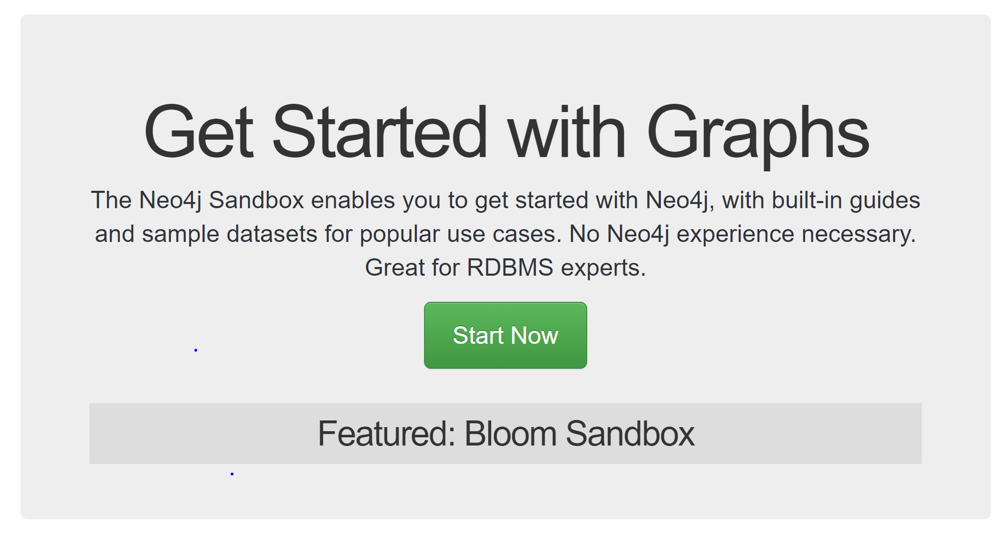 Get Started with Graphs
The Neo4j Sandbox enables you to get started with Neo4j, with built-in guides
and sample datasets for popular use cases. No Neo4j experience necessary.
Great for RDBMS experts.
Start Now
Featured: Bloom Sandbox